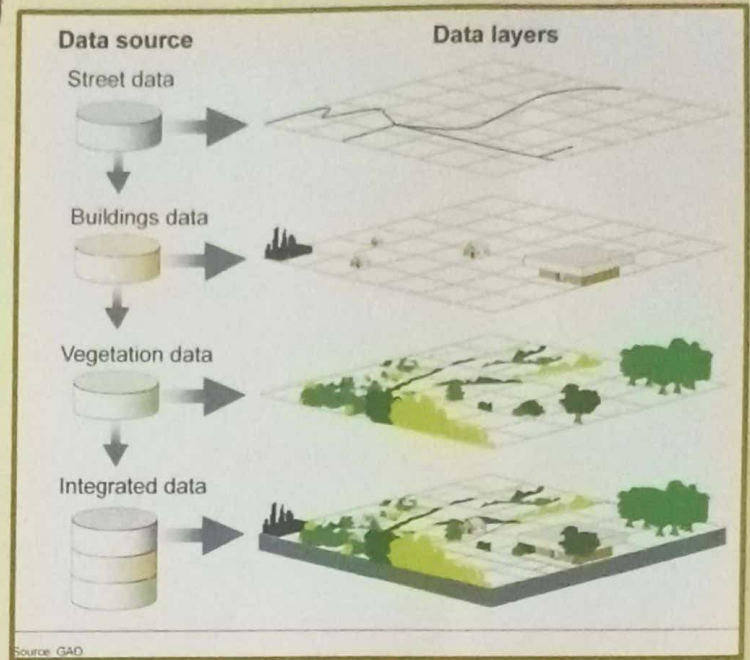 Data source
Data layers
Street data
Buildings data
Vegetation data
Integrated data
Source: GAO.